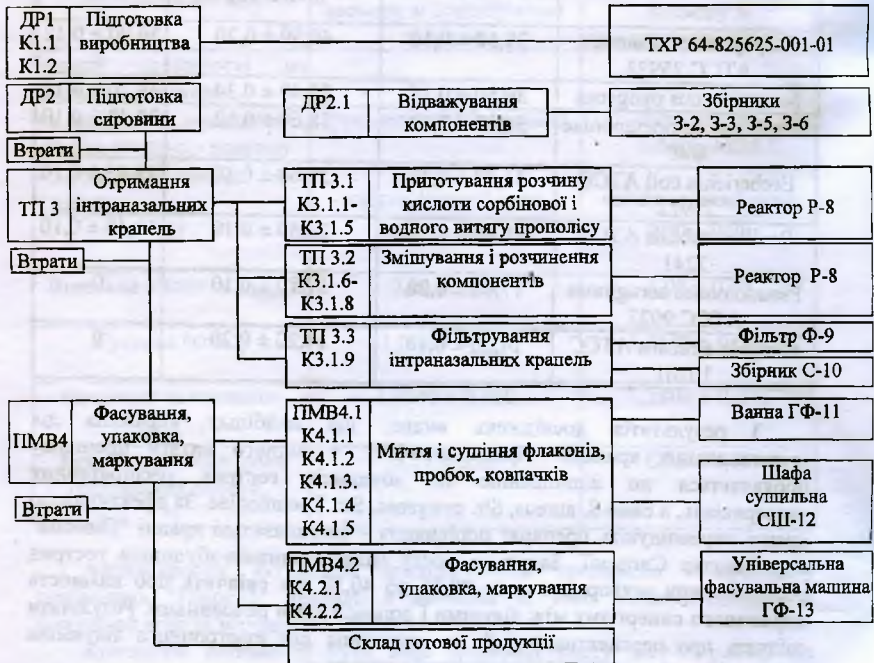 ДР1
К1.1
К1.2
Підготовка
виробництва
ТХР 64-825625-001-01
ДР2
Підготовка
сировини
ДР2.1
Відважування
компонентів
Збірники
З-2, З-3, З-5, З-6
Втрати
ТП 3
Отримання
інтраназальних
крапель
ТП 3.1
К3.1.1-
К3.1.5
Приготування розчину
кислоти сорбінової і
водного витягу прополісу
Реактор Р-8
Втрати
ТП 3.2
К3.1.6-
К3.1.8
Змішування і розчинення
компонентів
Реактор Р-8
ТП 3.3
К3.1.9
Фільтрування
інтраназальних крапель
Фільтр Ф-9
Збірник С-10
ПМВ4
Фасування,
упаковка,
маркування
ПМВ4.1
К4.1.1
К4.1.2
К4.1.3.
К4.1.4
К4.1.5
Миття і сушіння флаконів,
пробок, ковпачків
Ванна ГФ-11
Шафа
сушильна
СШ-12
Втрати
ПМВ4.2
К4.2.1
К4.2.2
Фасування,
упаковка, маркування
Універсальна
фасувальна машина
ГФ-13
Склад готової продукції